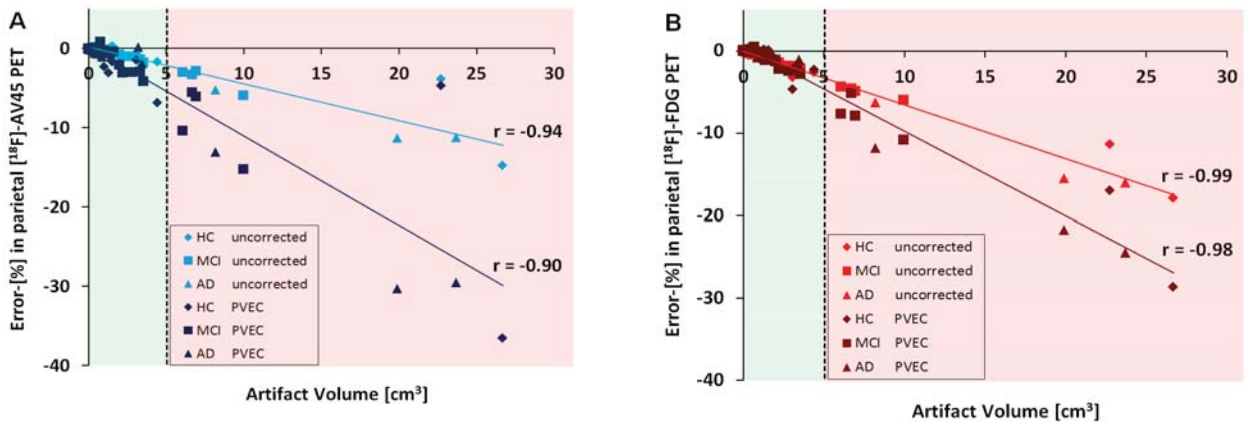 A
Error-[%] in parietal [¹⁸F]-AV45 PET
10
0
-10
-20
-30
-40
0 5 10 15 20 25 30
r = -0.94
r = -0.90
HC uncorrected
MCI uncorrected
AD uncorrected
HC PVEC
MCI PVEC
AD PVEC
Artifact Volume [cm³]
B
Error-[%] in parietal [¹⁸F]-FDG PET
10
0
-10
-20
-30
-40
0 5 10 15 20 25 30
r = -0.99
r = -0.98
HC uncorrected
MCI uncorrected
AD uncorrected
HC PVEC
MCI PVEC
AD PVEC
Artifact Volume [cm³]